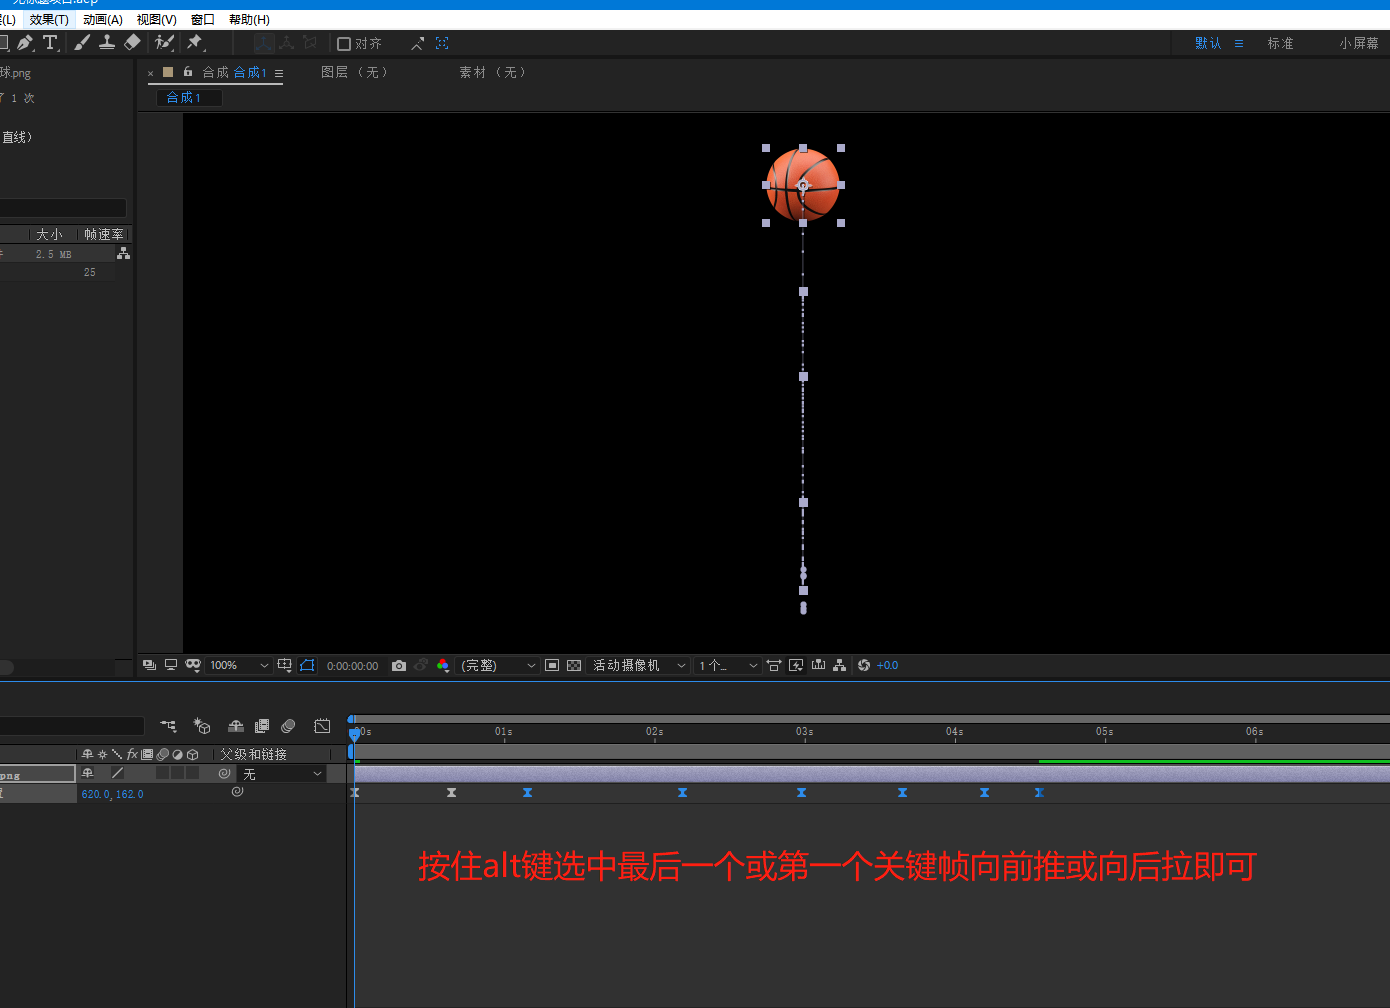 效果(T) 动画(A) 视图(V) 窗口 帮助(H)
对齐
默认 标准 小屏幕
球.png
合成 合成1
图层 （无）
素材 （无）
了 1 次
合成1
直线）
大小 帧速率
2.5 MB
25
100%
0:00:00:00
(完整)
活动摄像机
1个...
+0.0
:00s 01s 02s 03s 04s 05s 06s
fx 父级和链接
png 无
620.0,162.0
按住alt键选中最后一个或第一个关键帧向前推或向后拉即可